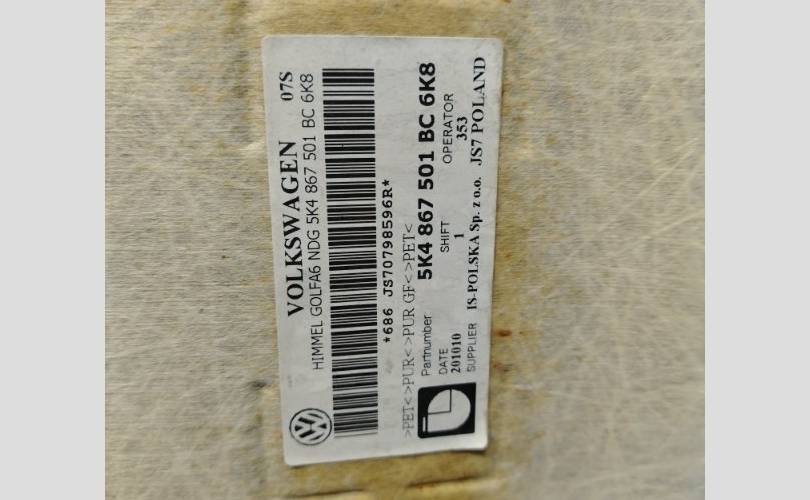 VOLKSWAGEN 07S
HIMMEL GOLFA6 NDG 5K4 867 501 BC 6K8
*686 JS70798596R*
>PET< >PUR< >PUR GF< >PET<
Partnumber 5K4 867 501 BC 6K8
DATE SHIFT OPERATOR
201010 1 353
SUPPLIER IS-POLSKA Sp. z o.o. JS7 POLAND